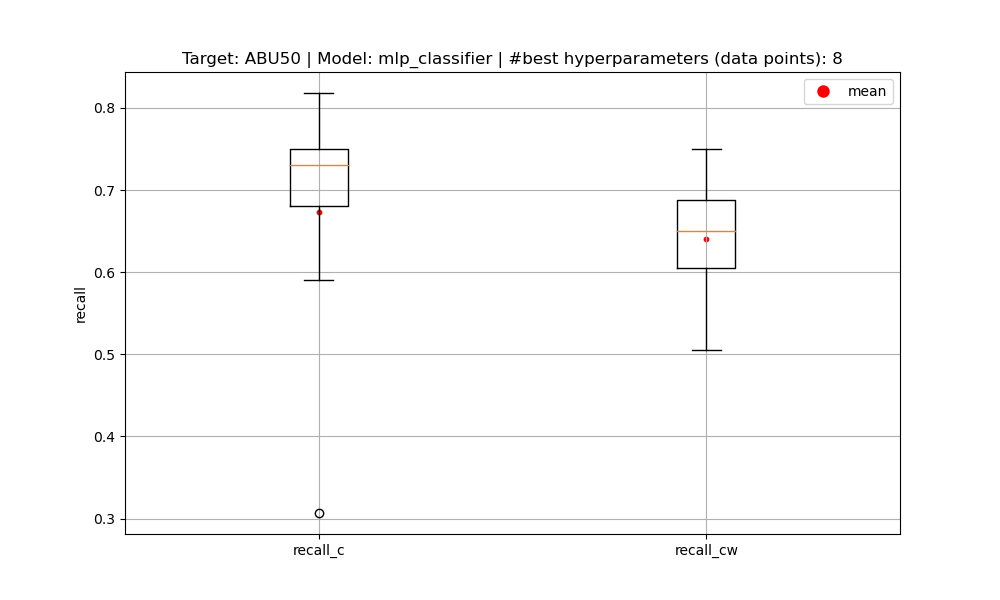 Target: ABU50 | Model: mlp_classifier | #best hyperparameters (data points): 8
mean
0.8
0.7
0.6
0.5
0.4
0.3
recall
recall_c
recall_cw